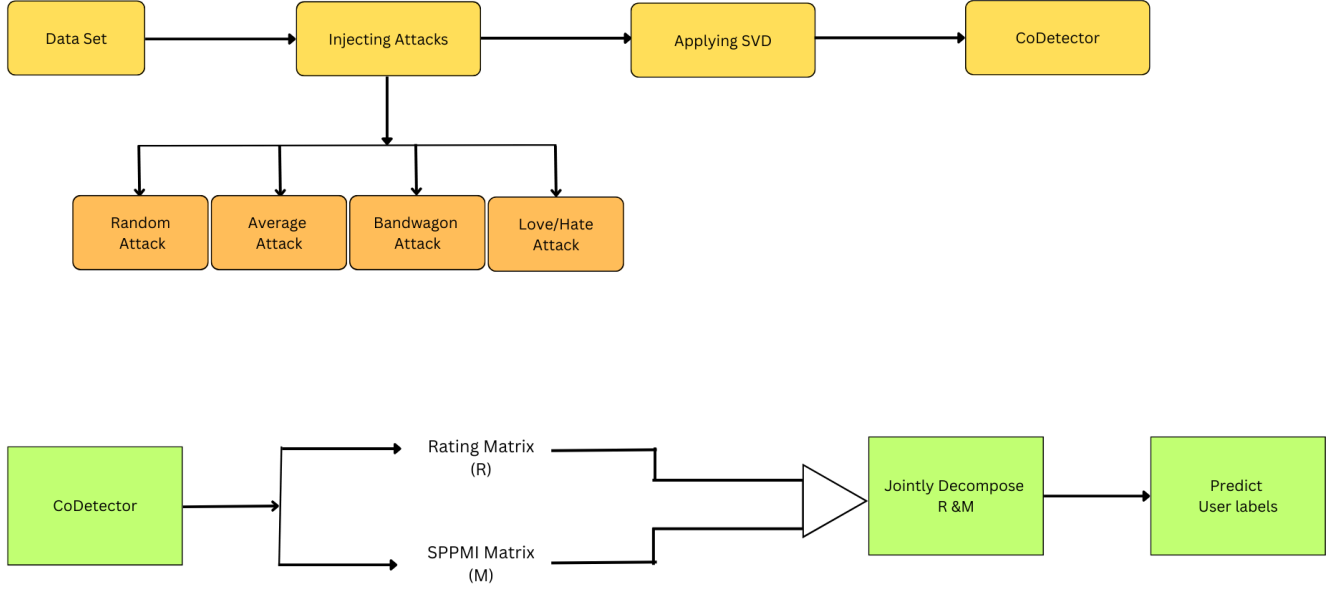 Data Set
Injecting Attacks
Applying SVD
CoDetector
Random
Attack
Average
Attack
Bandwagon
Attack
Love/Hate
Attack
CoDetector
Rating Matrix
(R)
SPPMI Matrix
(M)
Jointly Decompose
R &M
Predict
User labels